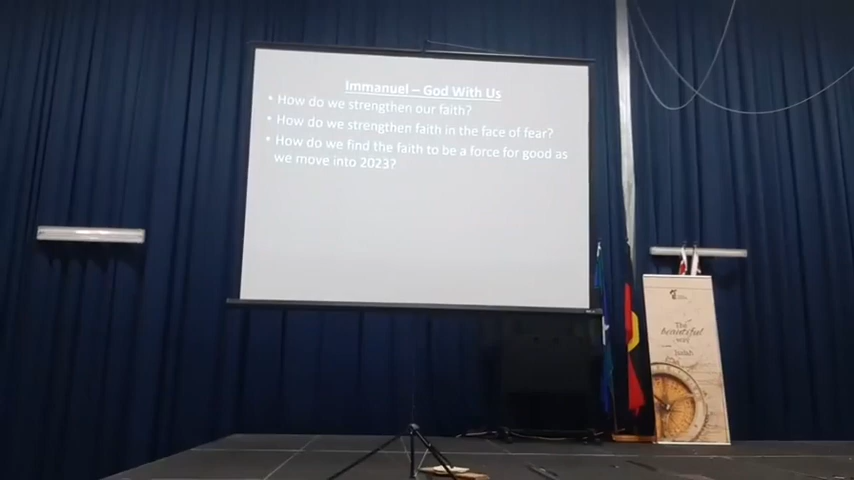 Immanuel – God With Us
• How do we strengthen our faith?
• How do we strengthen faith in the face of fear?
• How do we find the faith to be a force for good as
we move into 2023?
The
Beautiful
way